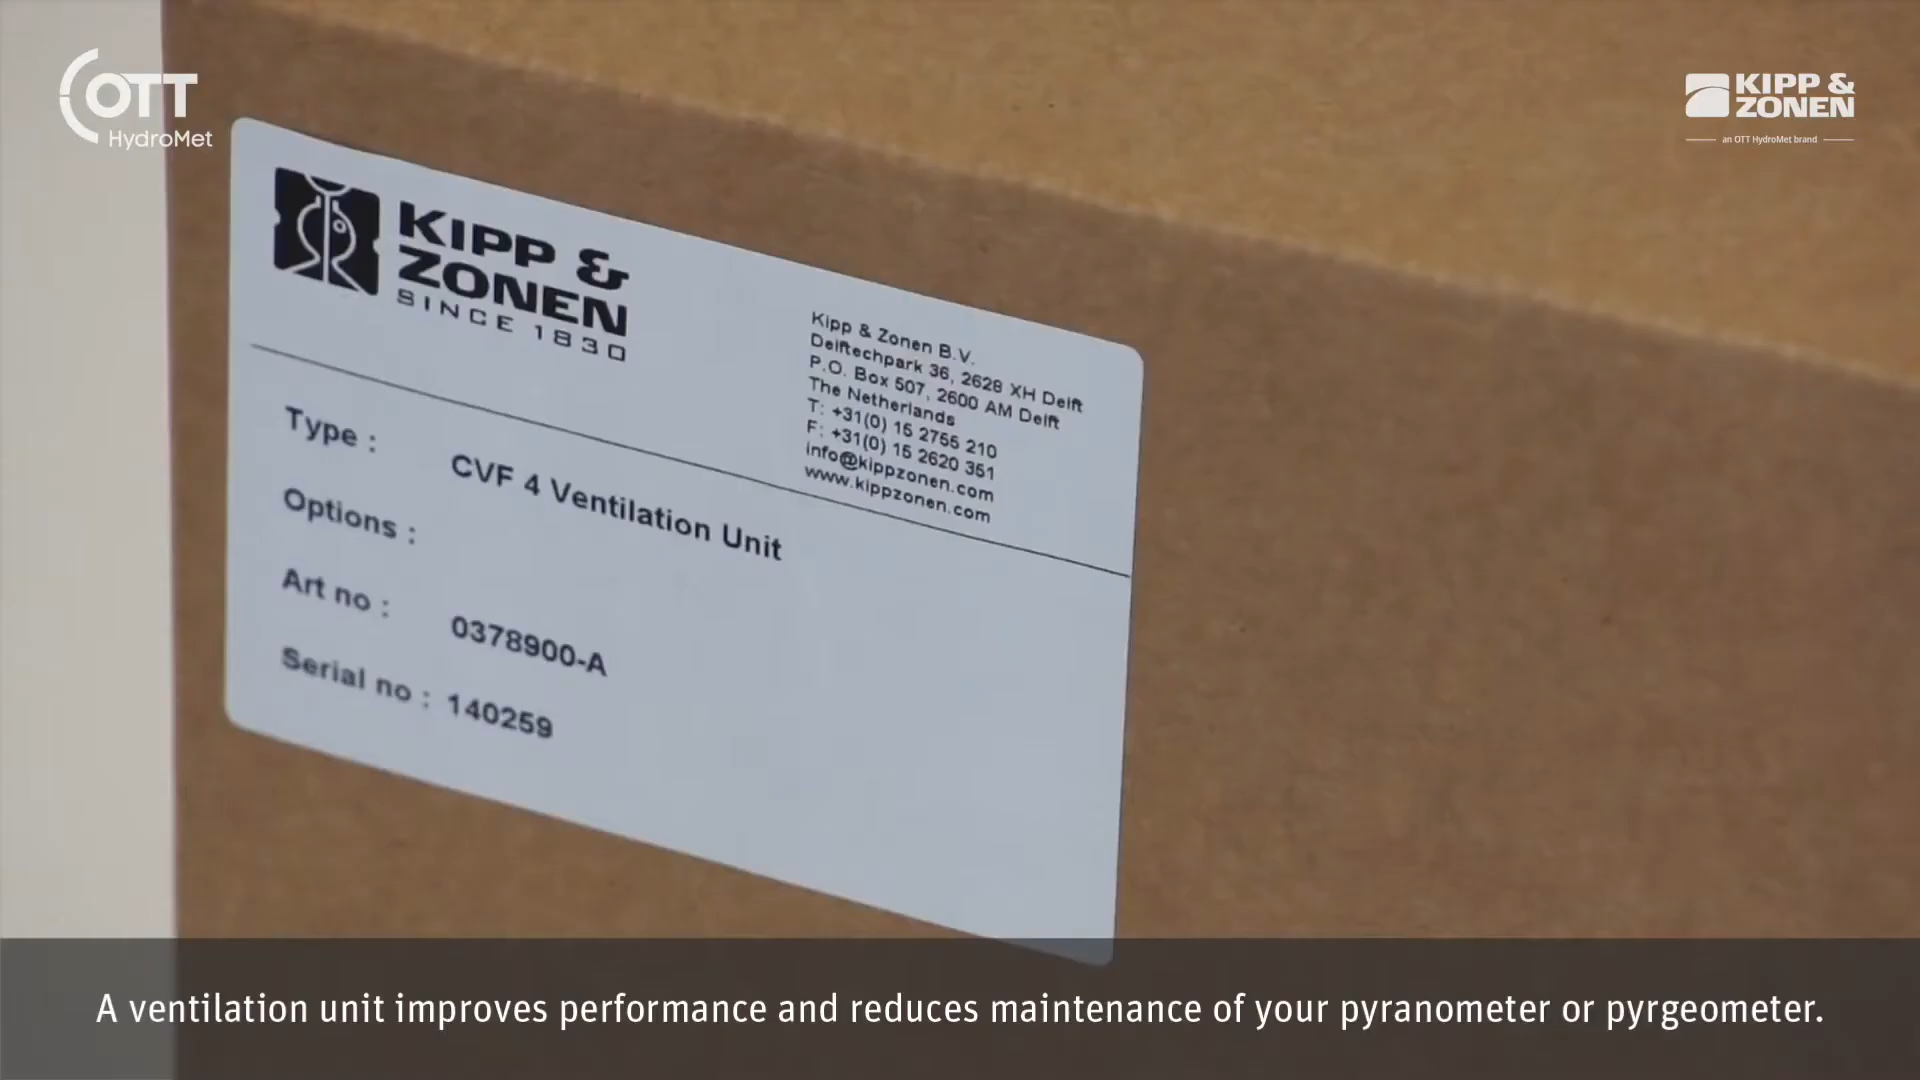 OTT
HydroMet
KIPP &
ZONEN
an OTT HydroMet brand
KIPP &
ZONEN
SINCE 1830
Kipp & Zonen B.V.
Delftechpark 36, 2628 XH Delft
P.O. Box 507, 2600 AM Delft
The Netherlands
T: +31(0) 15 2755 210
F: +31(0) 15 2620 351
info@kippzonen.com
www.kippzonen.com
Type : CVF 4 Ventilation Unit
Options :
Art no : 0378900-A
Serial no : 140259
A ventilation unit improves performance and reduces maintenance of your pyranometer or pyrgeometer.